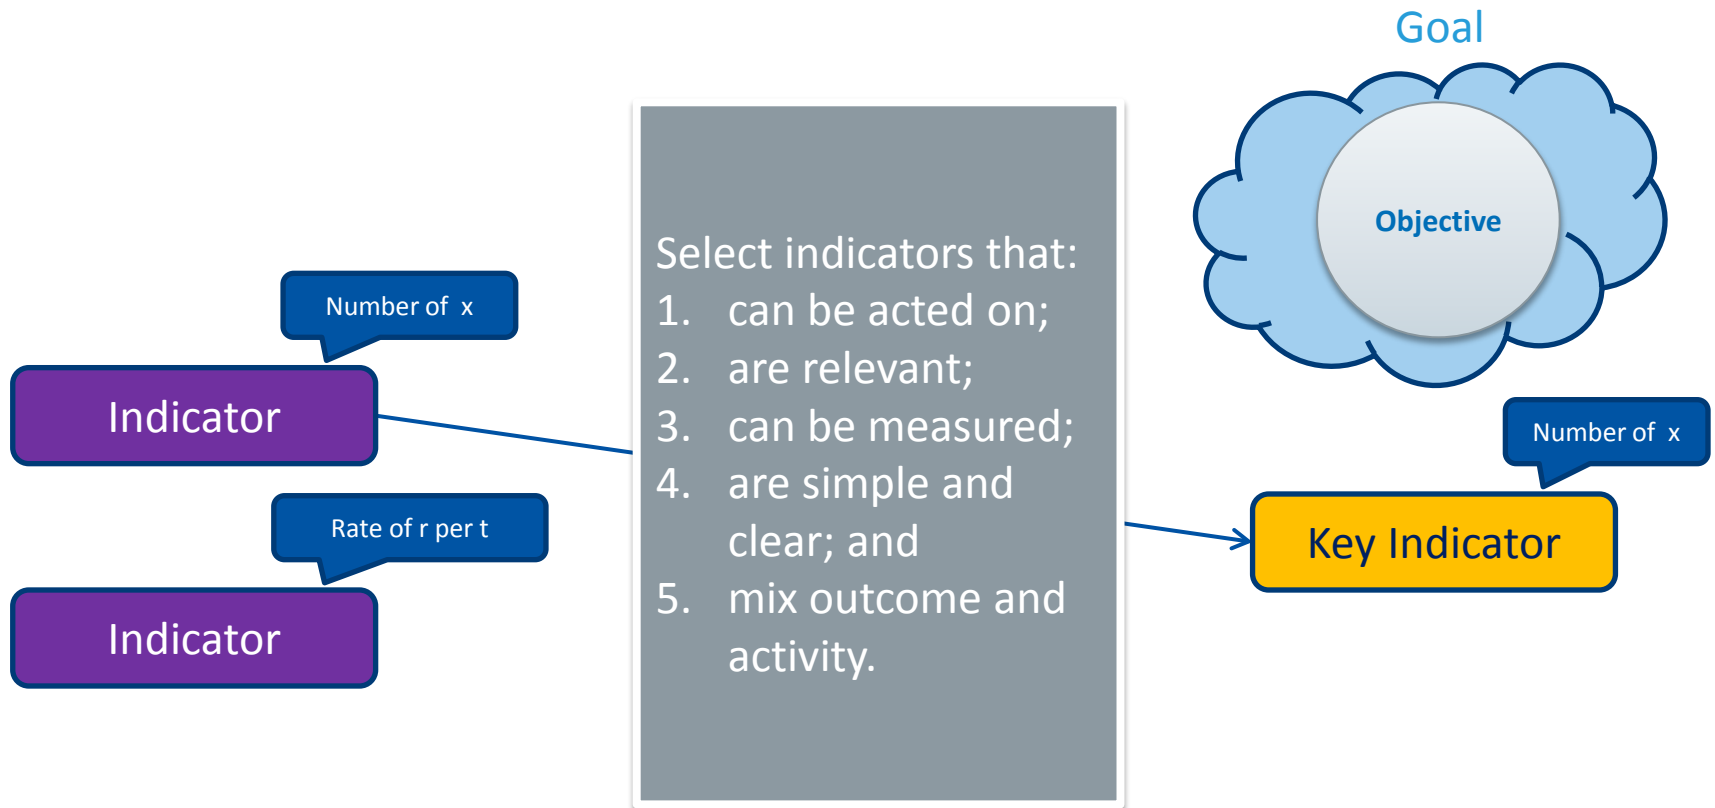 Goal
Objective
Select indicators that:
1. can be acted on;
2. are relevant;
3. can be measured;
4. are simple and
clear; and
5. mix outcome and
activity.
Number of x
Indicator
Rate of r per t
Indicator
Number of x
Key Indicator